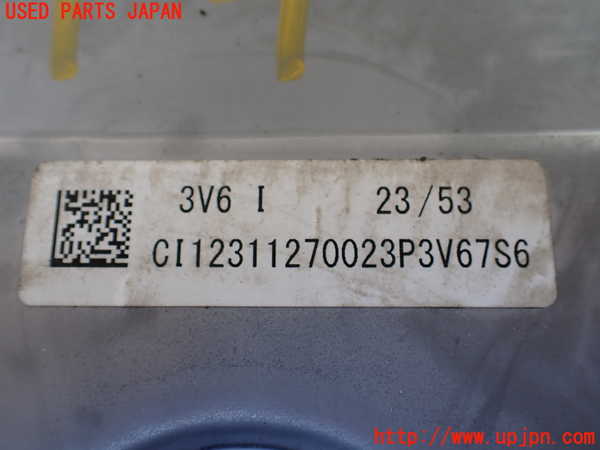 USED PARTS JAPAN
3V6 I 23/53
CI12311270023P3V67S6
http://www.upjpn.com/